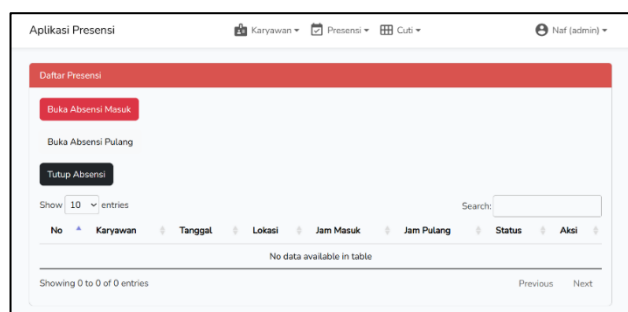 Aplikasi Presensi Karyawan Presensi Cuti Naf (admin)
Daftar Presensi
Buka Absensi Masuk
Buka Absensi Pulang
Tutup Absensi
Show 10 entries Search:
No Karyawan Tanggal Lokasi Jam Masuk Jam Pulang Status Aksi
No data available in table
Showing 0 to 0 of 0 entries Previous Next